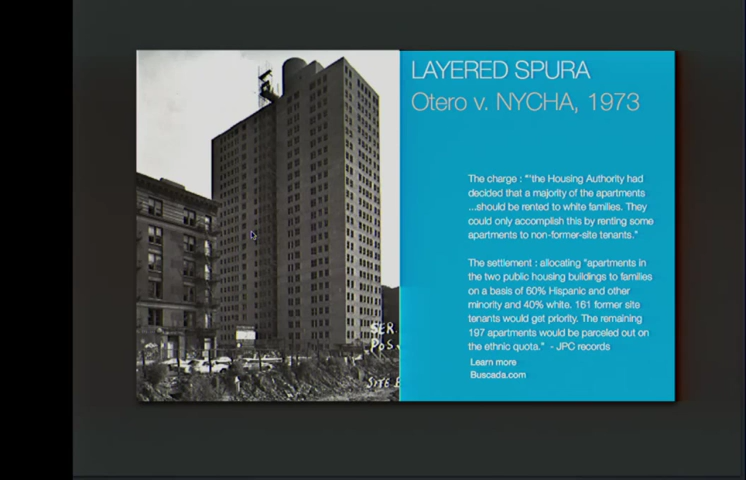 LAYERED SPURA
Otero v. NYCHA, 1973
The charge : "'the Housing Authority had
decided that a majority of the apartments
...should be rented to white families. They
could only accomplish this by renting some
apartments to non-former-site tenants."
The settlement : allocating "apartments in
the two public housing buildings to families
on a basis of 60% Hispanic and other
minority and 40% white. 161 former site
tenants would get priority. The remaining
197 apartments would be parceled out on
the ethnic quota." - JPC records
Learn more
Buscada.com
SER.
POS.
SITE